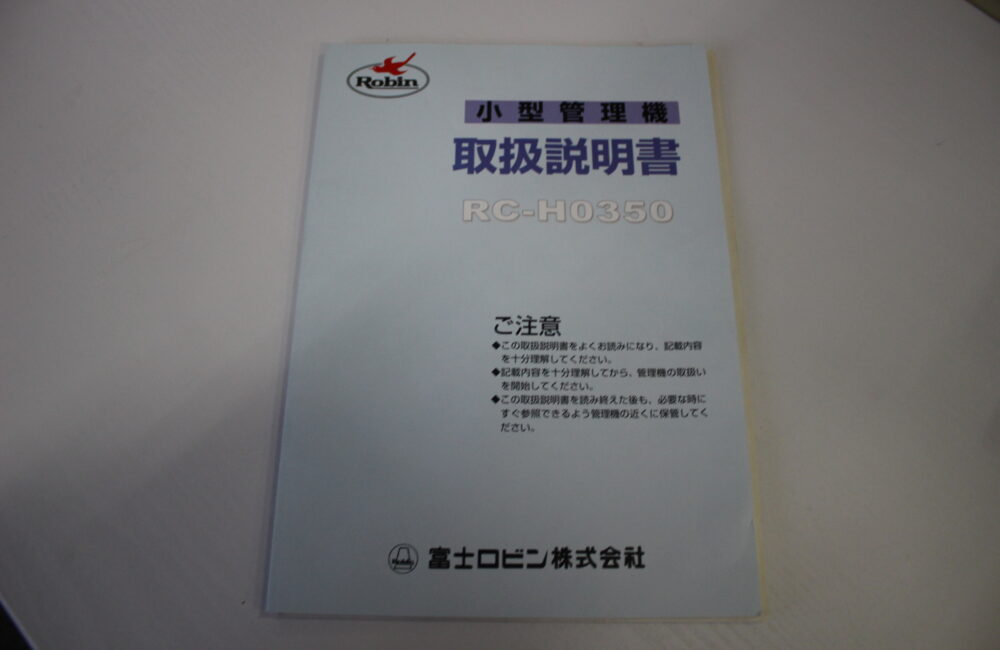 Robin
小型管理機
取扱説明書
RC-H0350
ご注意
◆この取扱説明書をよくお読みになり、記載内容
を十分理解してください。
◆記載内容を十分理解してから、管理機の取扱い
を開始してください。
◆この取扱説明書を読み終えた後も、必要な時に
すぐ参照できるよう管理機の近くに保管してく
ださい。
富士ロビン株式会社